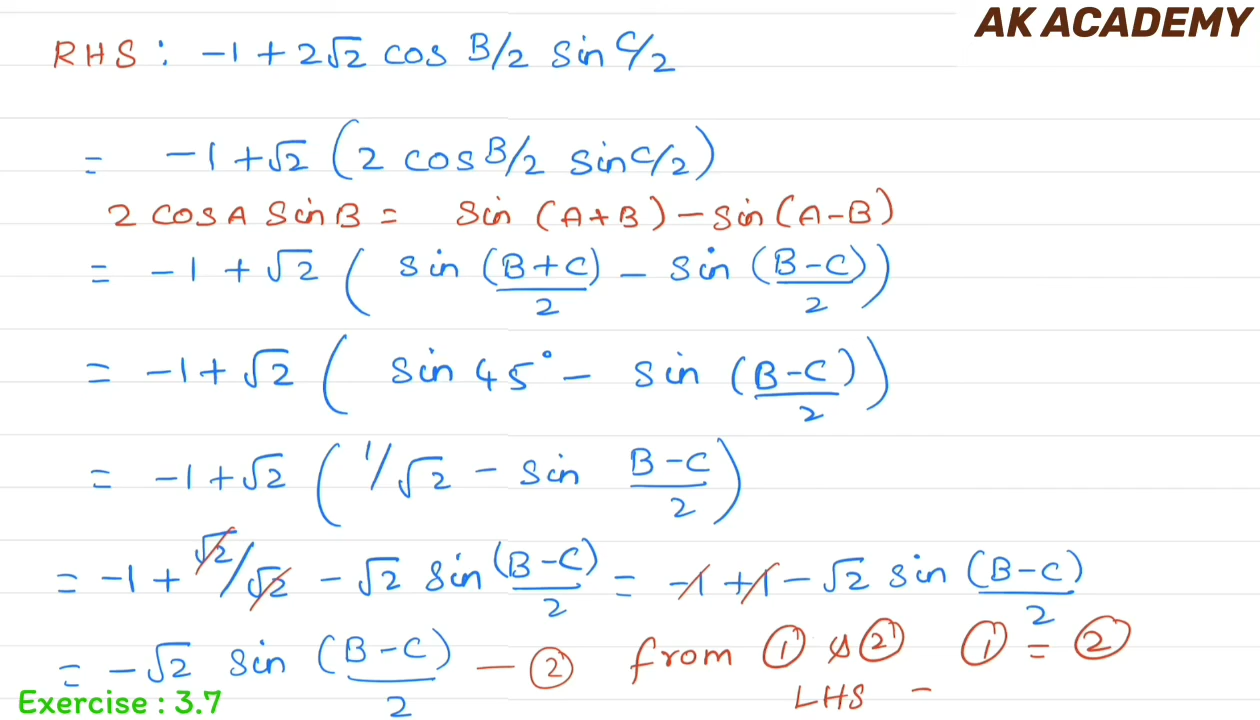 AK ACADEMY
RHS : -1 + 2√2 cos B/2 sin C/2
= -1 + √2 (2 cos B/2 sin C/2)
2 cos A sin B = sin (A+B) - sin (A-B)
= -1 + √2 ( sin (B+C)/2 - sin (B-C)/2 )
= -1 + √2 ( sin 45° - sin (B-C)/2 )
= -1 + √2 ( 1/√2 - sin B-C/2 )
= -1 + √2/√2 - √2 sin (B-C)/2 = -1 + 1 - √2 sin (B-C)/2
= -√2 sin (B-C)/2 — ② from ① & ② ① = ②
LHS =
Exercise : 3.7